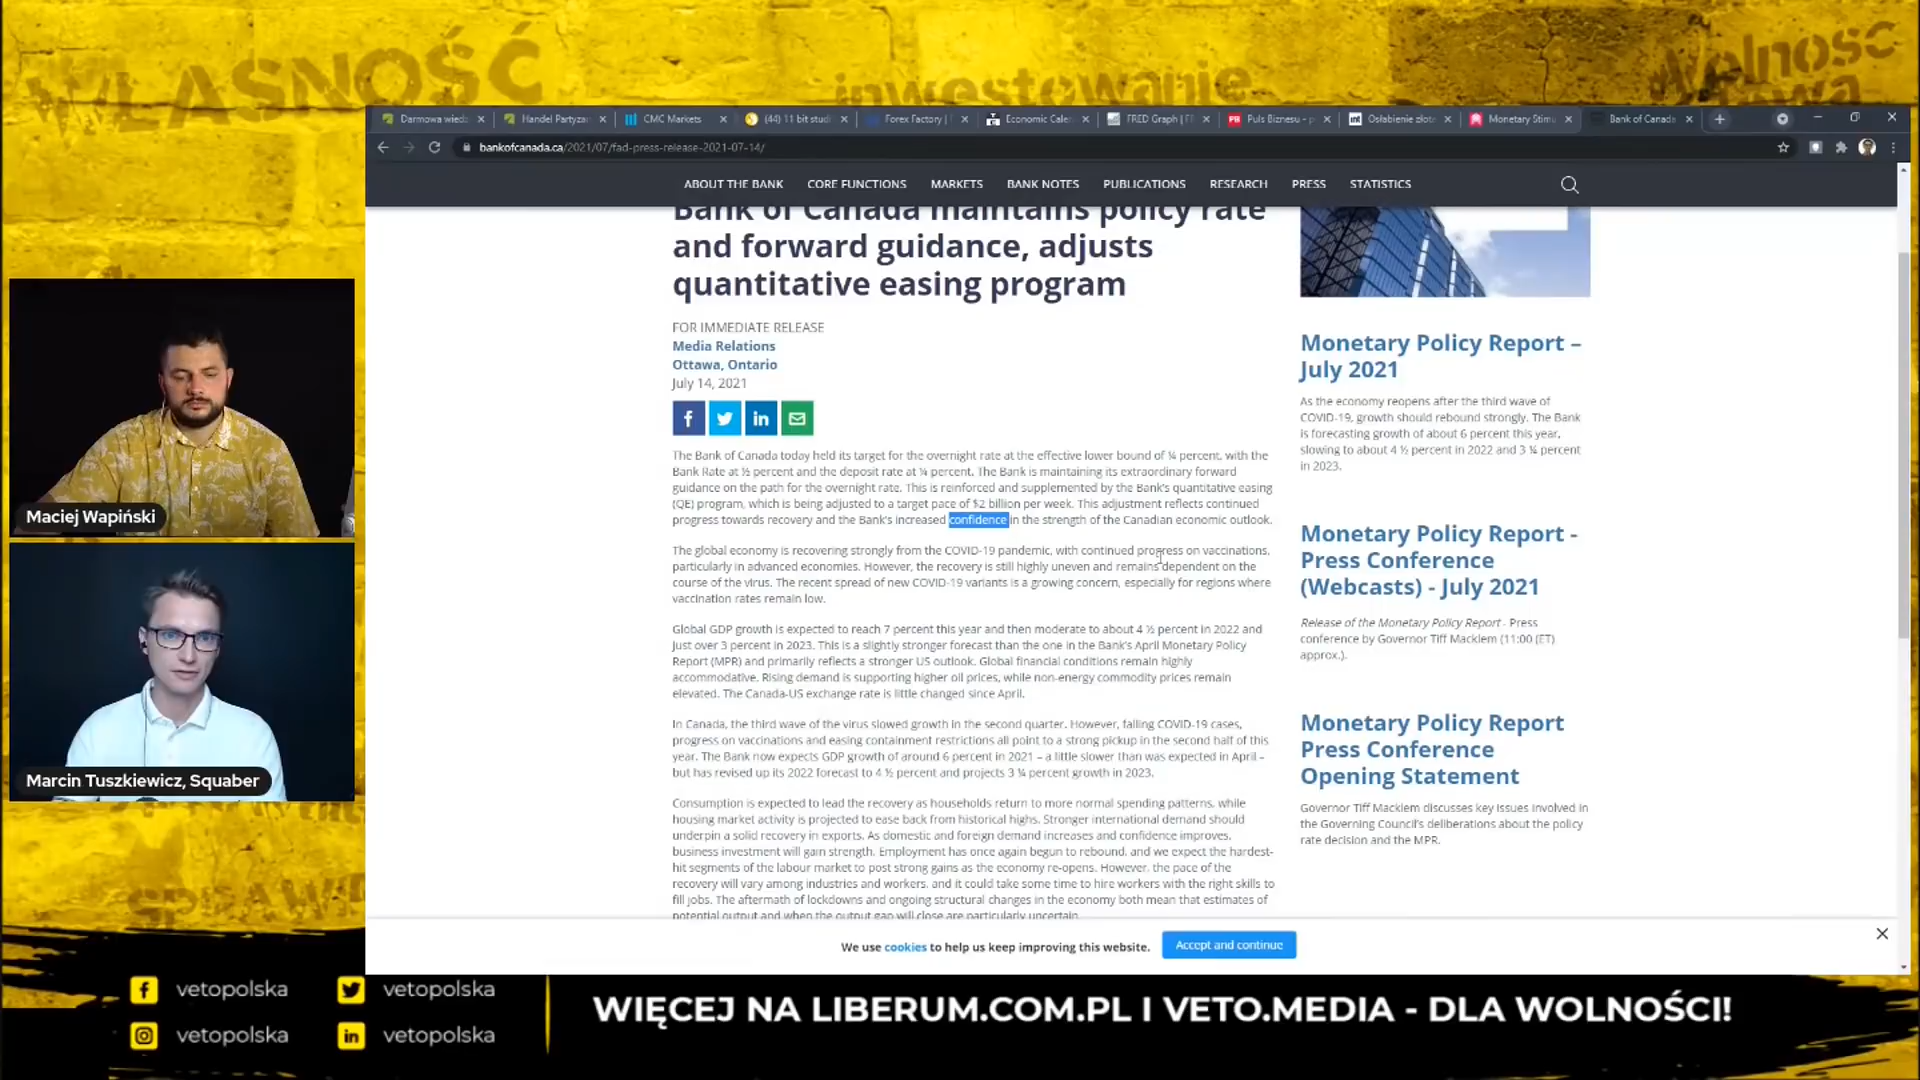 WŁASNOŚĆ
inwestowanie
wolność
słowa
Darmowa wied
Handel Partyza
CMC Markets
(44) 11 bit stud
Forex Factory |
Economic Cale
FRED Graph | F
Puls Biznesu - p
Osłabienie złote
Monetary Stim
Bank of Canada
bankofcanada.ca/2021/07/fad-press-release-2021-07-14/
ABOUT THE BANK CORE FUNCTIONS MARKETS BANK NOTES PUBLICATIONS RESEARCH PRESS STATISTICS
Bank of Canada maintains policy rate
and forward guidance, adjusts
quantitative easing program
FOR IMMEDIATE RELEASE
Media Relations
Ottawa, Ontario
July 14, 2021
The Bank of Canada today held its target for the overnight rate at the effective lower bound of ¼ percent, with the
Bank Rate at ½ percent and the deposit rate at ¼ percent. The Bank is maintaining its extraordinary forward
guidance on the path for the overnight rate. This is reinforced and supplemented by the Bank's quantitative easing
(QE) program, which is being adjusted to a target pace of $2 billion per week. This adjustment reflects continued
progress towards recovery and the Bank's increased confidence in the strength of the Canadian economic outlook.
The global economy is recovering strongly from the COVID-19 pandemic, with continued progress on vaccinations,
particularly in advanced economies. However, the recovery is still highly uneven and remains dependent on the
course of the virus. The recent spread of new COVID-19 variants is a growing concern, especially for regions where
vaccination rates remain low.
Global GDP growth is expected to reach 7 percent this year and then moderate to about 4 ½ percent in 2022 and
just over 3 percent in 2023. This is a slightly stronger forecast than the one in the Bank's April Monetary Policy
Report (MPR) and primarily reflects a stronger US outlook. Global financial conditions remain highly
accommodative. Rising demand is supporting higher oil prices, while non-energy commodity prices remain
elevated. The Canada-US exchange rate is little changed since April.
In Canada, the third wave of the virus slowed growth in the second quarter. However, falling COVID-19 cases,
progress on vaccinations and easing containment restrictions all point to a strong pickup in the second half of this
year. The Bank now expects GDP growth of around 6 percent in 2021 – a little slower than was expected in April –
but has revised up its 2022 forecast to 4 ½ percent and projects 3 ¼ percent growth in 2023.
Consumption is expected to lead the recovery as households return to more normal spending patterns, while
housing market activity is projected to ease back from historical highs. Stronger international demand should
underpin a solid recovery in exports. As domestic and foreign demand increases and confidence improves,
business investment will gain strength. Employment has once again begun to rebound, and we expect the hardest-
hit segments of the labour market to post strong gains as the economy re-opens. However, the pace of the
recovery will vary among industries and workers, and it could take some time to hire workers with the right skills to
fill jobs. The aftermath of lockdowns and ongoing structural changes in the economy both mean that estimates of
potential output and when the output gap will close are particularly uncertain.
Monetary Policy Report –
July 2021
As the economy reopens after the third wave of
COVID-19, growth should rebound strongly. The Bank
is forecasting growth of about 6 percent this year,
slowing to about 4 ½ percent in 2022 and 3 ¼ percent
in 2023.
Monetary Policy Report -
Press Conference
(Webcasts) - July 2021
Release of the Monetary Policy Report - Press
conference by Governor Tiff Macklem (11:00 (ET)
approx.).
Monetary Policy Report
Press Conference
Opening Statement
Governor Tiff Macklem discusses key issues involved in
the Governing Council's deliberations about the policy
rate decision and the MPR.
We use cookies to help us keep improving this website.
Accept and continue
Maciej Wapiński
Marcin Tuszkiewicz, Squaber
vetopolska
vetopolska
vetopolska
vetopolska
WIĘCEJ NA LIBERUM.COM.PL I VETO.MEDIA - DLA WOLNOŚCI!